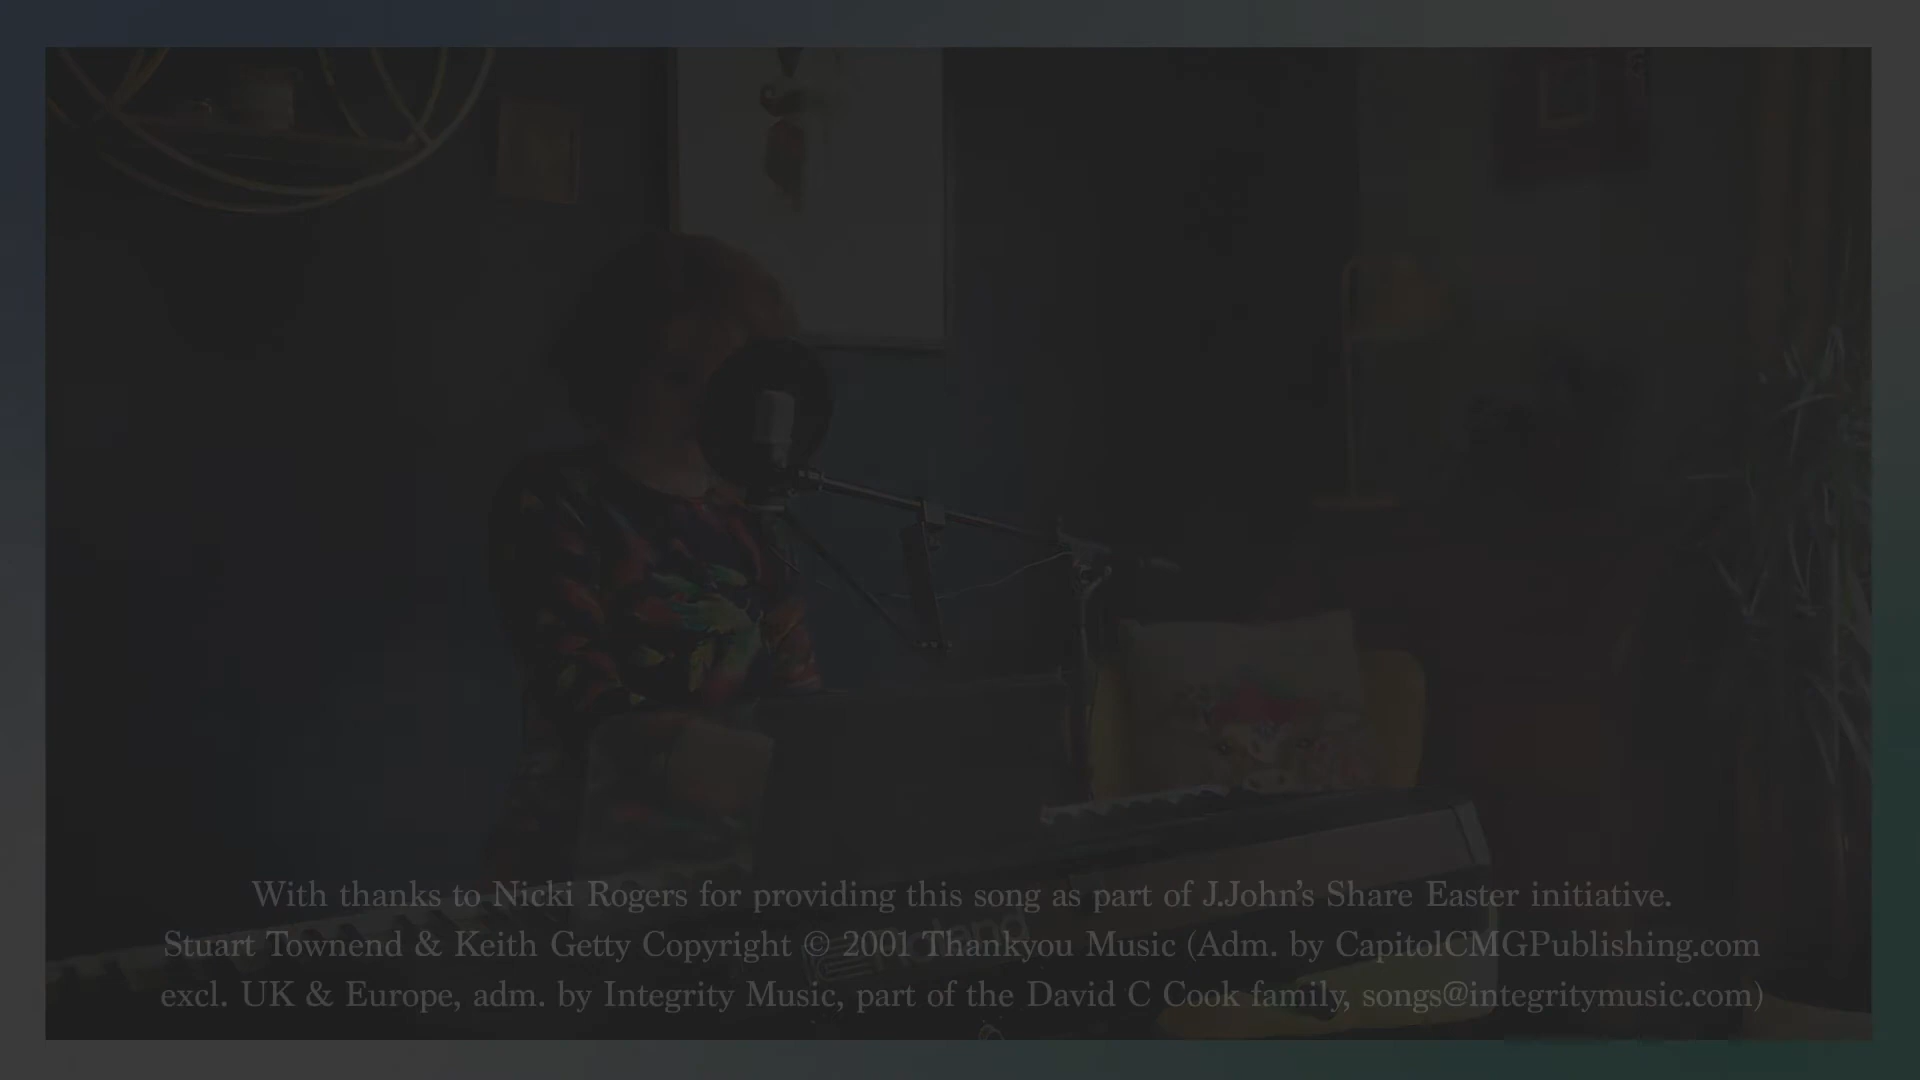 With thanks to Nicki Rogers for providing this song as part of J.John's Share Easter initiative.
Stuart Townend & Keith Getty Copyright © 2001 Thankyou Music (Adm. by CapitolCMGPublishing.com
excl. UK & Europe, adm. by Integrity Music, part of the David C Cook family, songs@integritymusic.com)
Roland